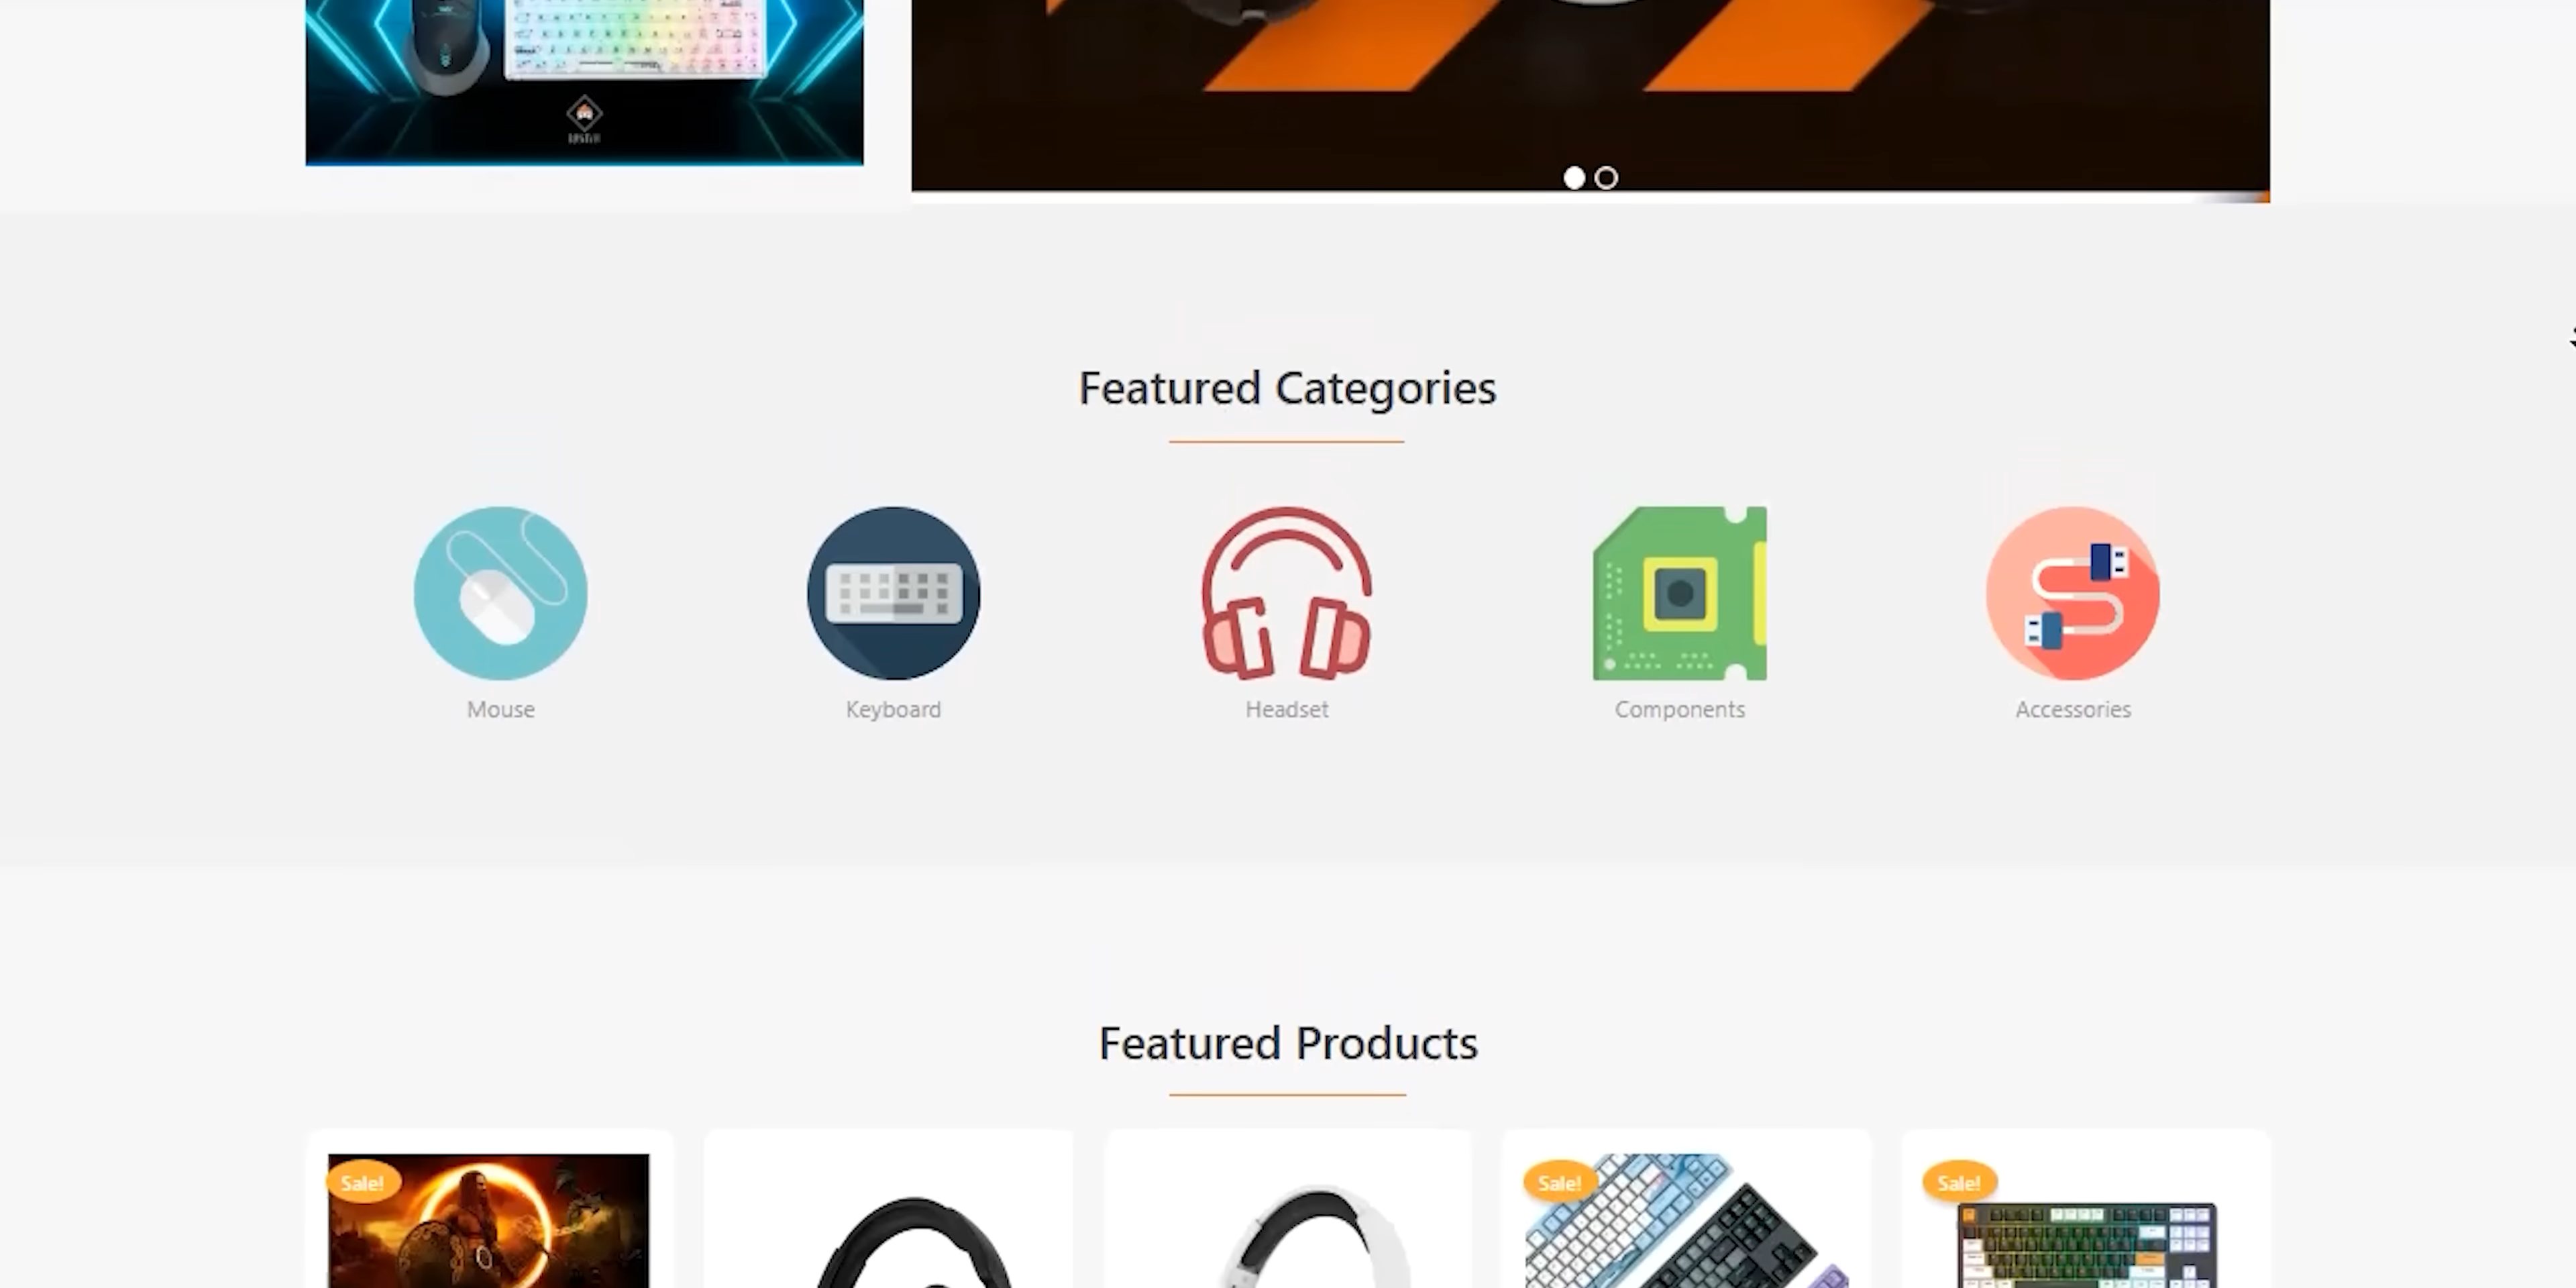 Featured Categories
Mouse
Keyboard
Headset
Components
Accessories
Featured Products
Sale!
Sale!
Sale!